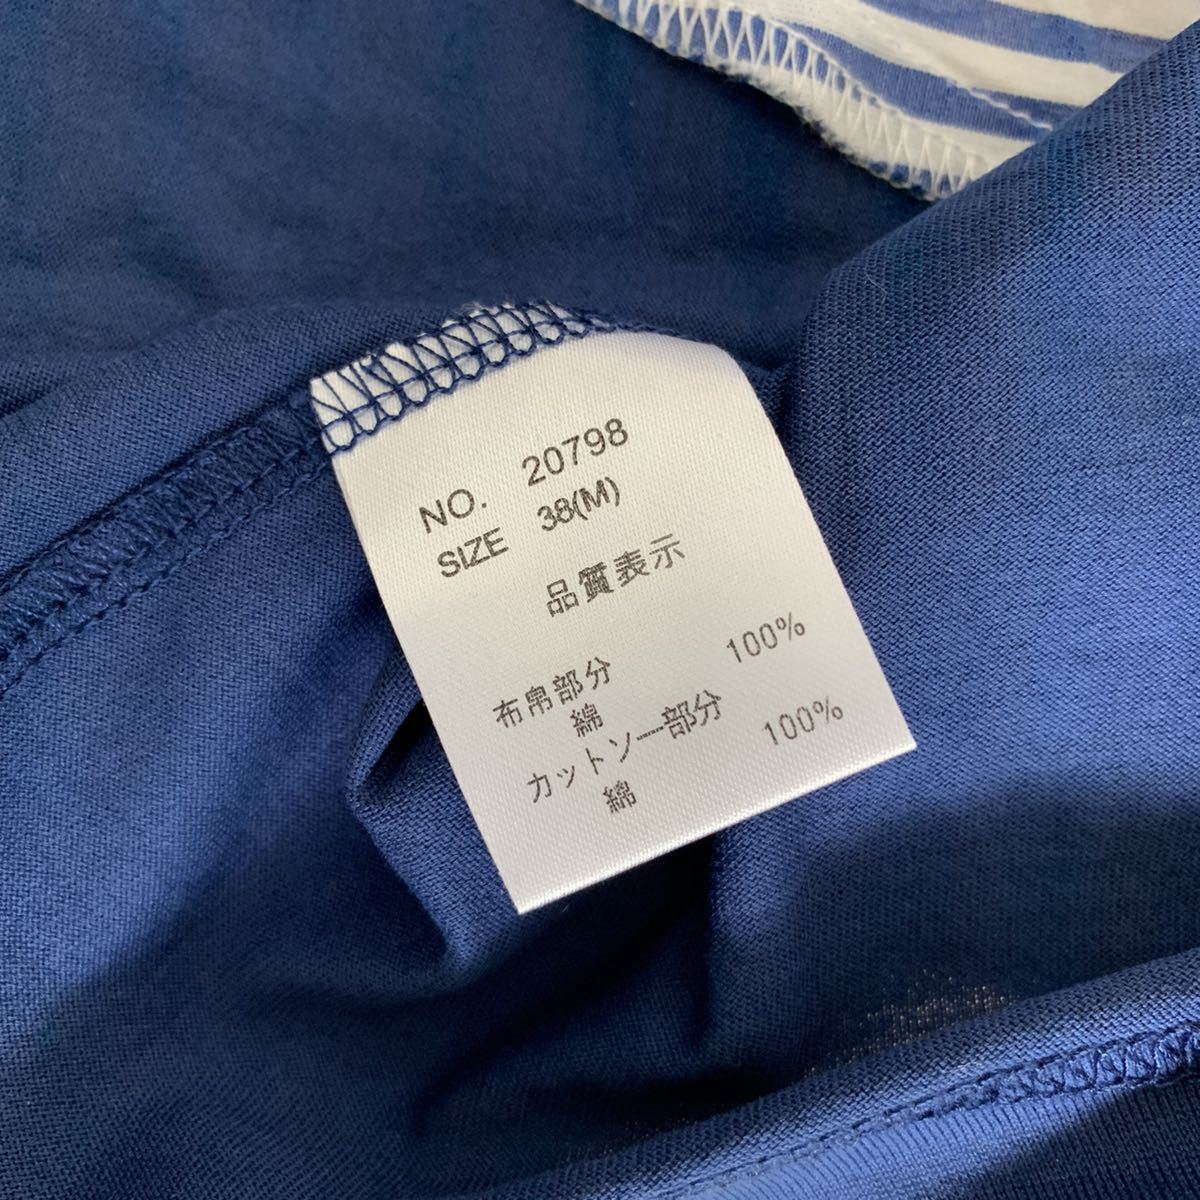 NO. 20798
SIZE 38(M)
品質表示
布帛部分
綿 100%
カットソー部分
綿 100%